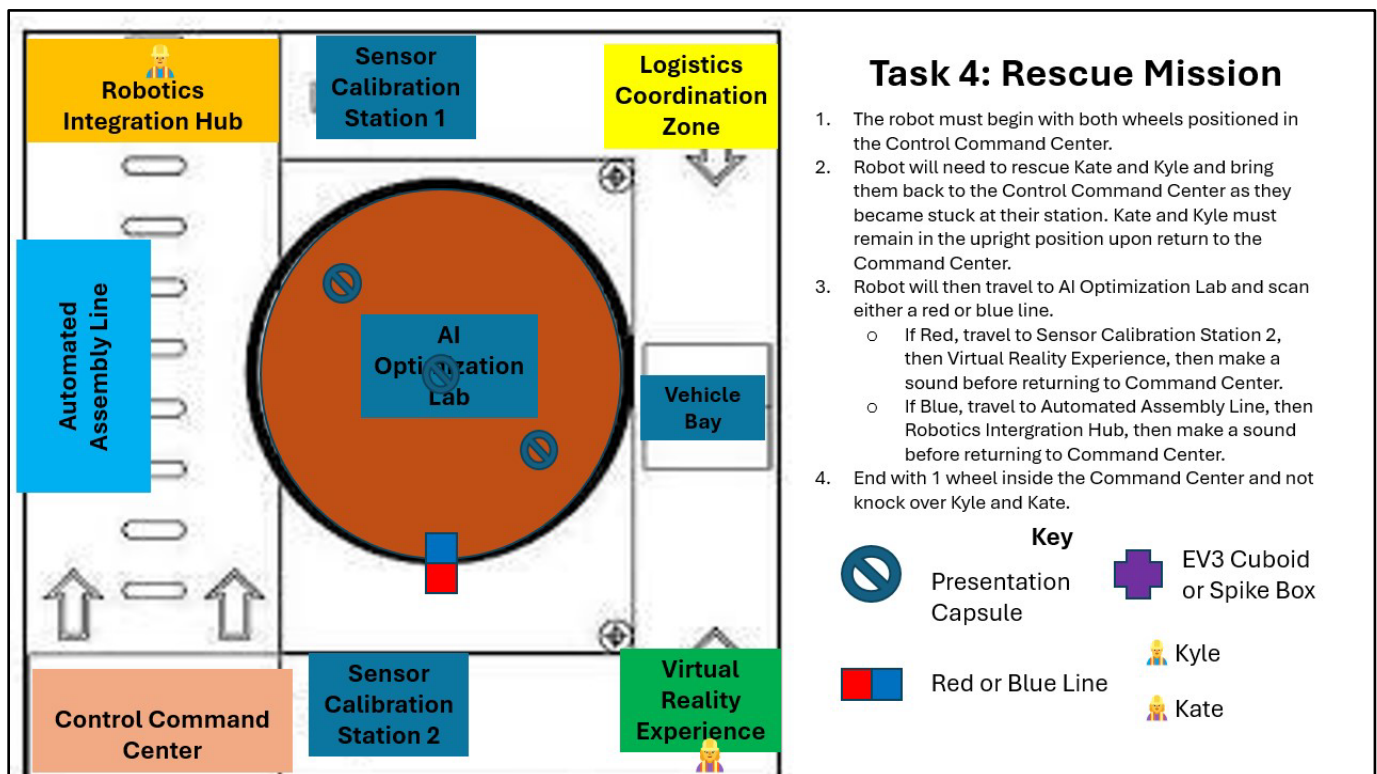 Robotics
Integration Hub
Sensor
Calibration
Station 1
Logistics
Coordination
Zone
Automated
Assembly Line
AI
Optimization
Lab
Vehicle
Bay
Control Command
Center
Sensor
Calibration
Station 2
Virtual
Reality
Experience
Task 4: Rescue Mission
1. The robot must begin with both wheels positioned in
the Control Command Center.
2. Robot will need to rescue Kate and Kyle and bring
them back to the Control Command Center as they
became stuck at their station. Kate and Kyle must
remain in the upright position upon return to the
Command Center.
3. Robot will then travel to AI Optimization Lab and scan
either a red or blue line.
o If Red, travel to Sensor Calibration Station 2,
then Virtual Reality Experience, then make a
sound before returning to Command Center.
o If Blue, travel to Automated Assembly Line, then
Robotics Intergration Hub, then make a sound
before returning to Command Center.
4. End with 1 wheel inside the Command Center and not
knock over Kyle and Kate.
Key
Presentation
Capsule
EV3 Cuboid
or Spike Box
Red or Blue Line
Kyle
Kate